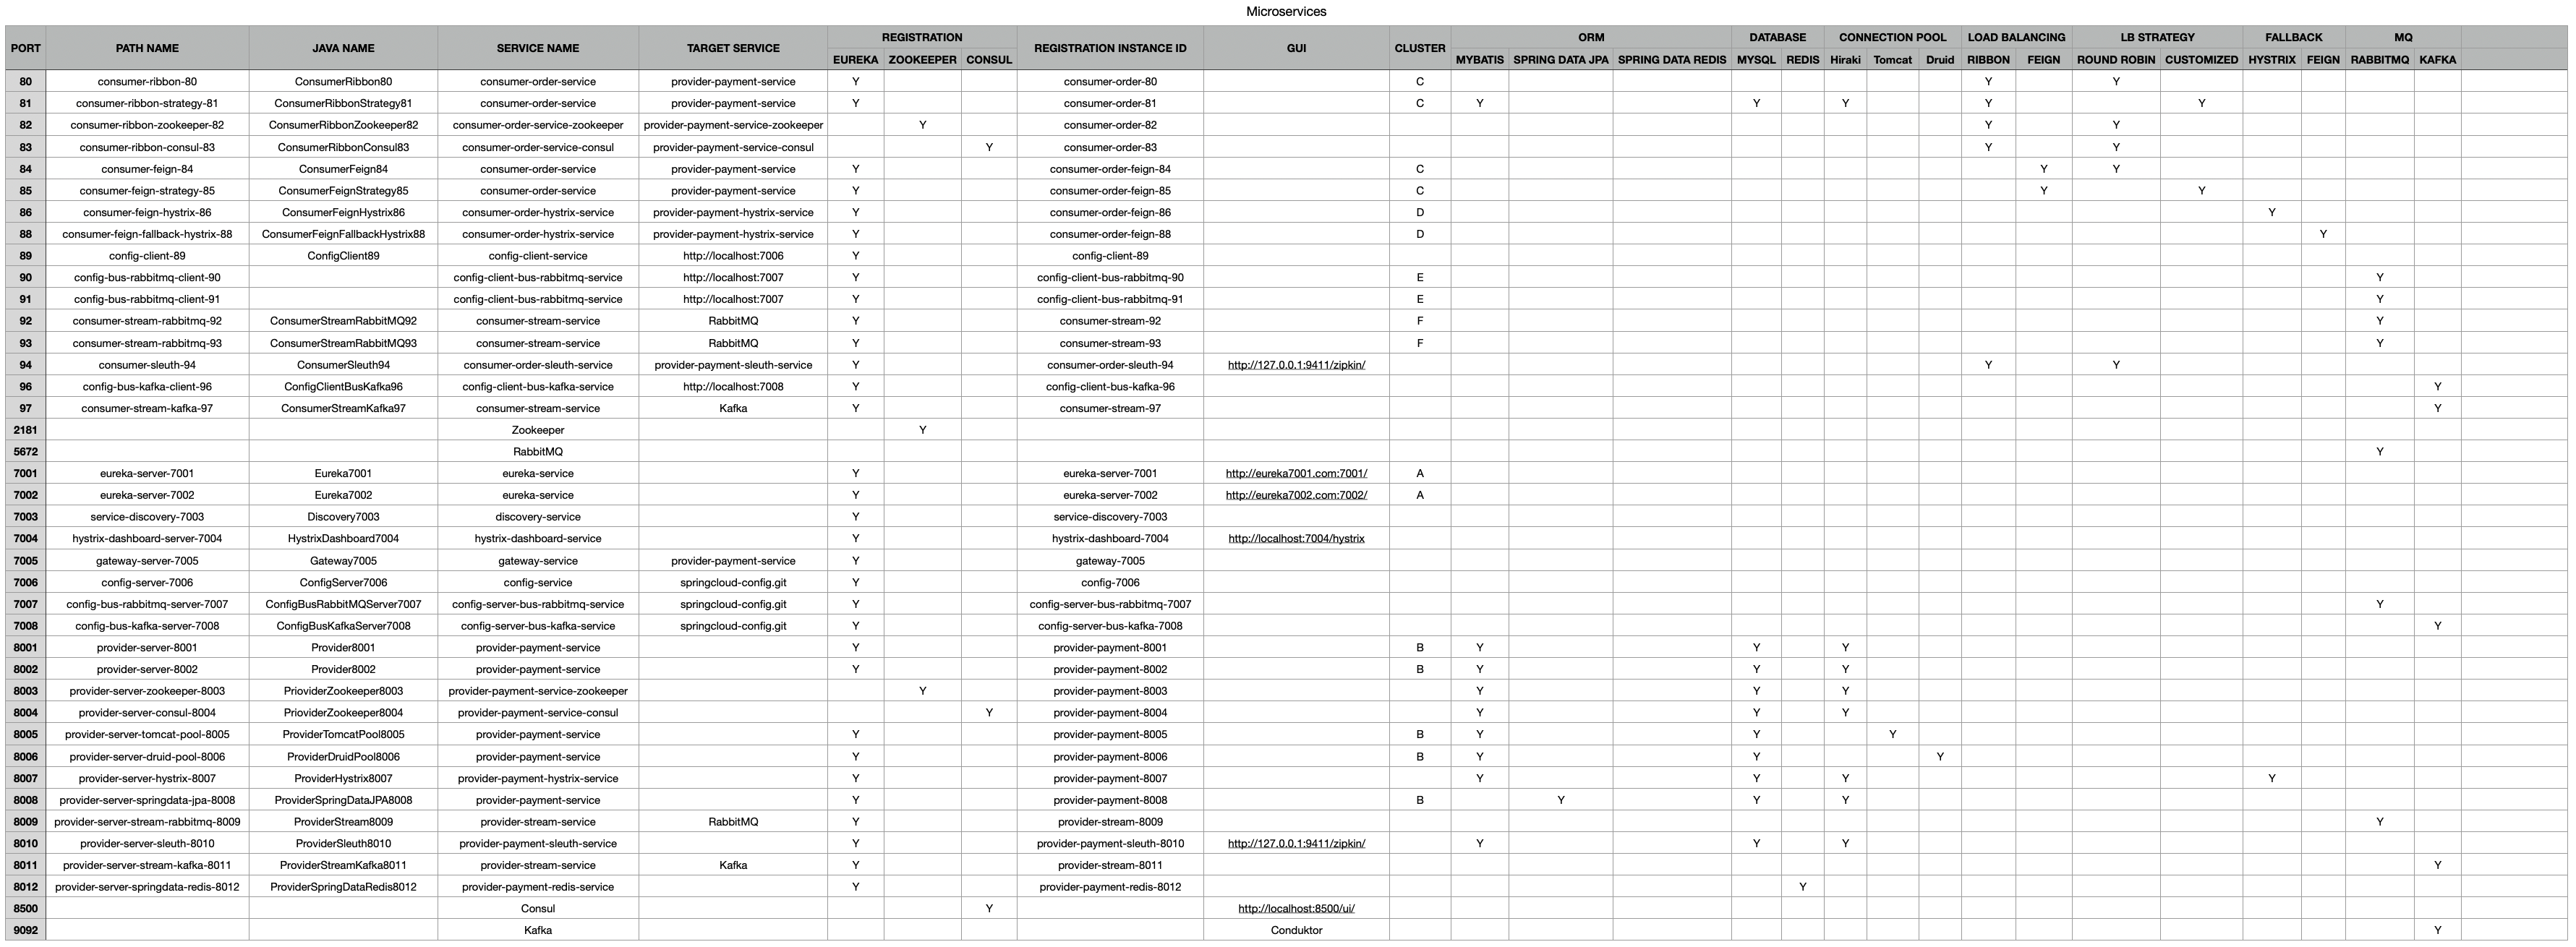 Microservices
PORT PATH NAME JAVA NAME SERVICE NAME TARGET SERVICE REGISTRATION REGISTRATION INSTANCE ID GUI CLUSTER ORM DATABASE CONNECTION POOL LOAD BALANCING LB STRATEGY FALLBACK MQ
EUREKA ZOOKEEPER CONSUL MYBATIS SPRING DATA JPA SPRING DATA REDIS MYSQL REDIS Hiraki Tomcat Druid RIBBON FEIGN ROUND ROBIN CUSTOMIZED HYSTRIX FEIGN RABBITMQ KAFKA
80 consumer-ribbon-80 ConsumerRibbon80 consumer-order-service provider-payment-service Y consumer-order-80 C Y Y
81 consumer-ribbon-strategy-81 ConsumerRibbonStrategy81 consumer-order-service provider-payment-service Y consumer-order-81 C Y Y Y Y Y
82 consumer-ribbon-zookeeper-82 ConsumerRibbonZookeeper82 consumer-order-service-zookeeper provider-payment-service-zookeeper Y consumer-order-82 Y Y
83 consumer-ribbon-consul-83 ConsumerRibbonConsul83 consumer-order-service-consul provider-payment-service-consul Y consumer-order-83 Y Y
84 consumer-feign-84 ConsumerFeign84 consumer-order-service provider-payment-service Y consumer-order-feign-84 C Y Y
85 consumer-feign-strategy-85 ConsumerFeignStrategy85 consumer-order-service provider-payment-service Y consumer-order-feign-85 C Y Y
86 consumer-feign-hystrix-86 ConsumerFeignHystrix86 consumer-order-hystrix-service provider-payment-hystrix-service Y consumer-order-feign-86 D Y
88 consumer-feign-fallback-hystrix-88 ConsumerFeignFallbackHystrix88 consumer-order-hystrix-service provider-payment-hystrix-service Y consumer-order-feign-88 D Y
89 config-client-89 ConfigClient89 config-client-service http://localhost:7006 Y config-client-89
90 config-bus-rabbitmq-client-90 config-client-bus-rabbitmq-service http://localhost:7007 Y config-client-bus-rabbitmq-90 E Y
91 config-bus-rabbitmq-client-91 config-client-bus-rabbitmq-service http://localhost:7007 Y config-client-bus-rabbitmq-91 E Y
92 consumer-stream-rabbitmq-92 ConsumerStreamRabbitMQ92 consumer-stream-service RabbitMQ Y consumer-stream-92 F Y
93 consumer-stream-rabbitmq-93 ConsumerStreamRabbitMQ93 consumer-stream-service RabbitMQ Y consumer-stream-93 F Y
94 consumer-sleuth-94 ConsumerSleuth94 consumer-order-sleuth-service provider-payment-sleuth-service Y consumer-order-sleuth-94 http://127.0.0.1:9411/zipkin/ Y Y
96 config-bus-kafka-client-96 ConfigClientBusKafka96 config-client-bus-kafka-service http://localhost:7008 Y config-client-bus-kafka-96 Y
97 consumer-stream-kafka-97 ConsumerStreamKafka97 consumer-stream-service Kafka Y consumer-stream-97 Y
2181 Zookeeper Y
5672 RabbitMQ Y
7001 eureka-server-7001 Eureka7001 eureka-service Y eureka-server-7001 http://eureka7001.com:7001/ A
7002 eureka-server-7002 Eureka7002 eureka-service Y eureka-server-7002 http://eureka7002.com:7002/ A
7003 service-discovery-7003 Discovery7003 discovery-service Y service-discovery-7003
7004 hystrix-dashboard-server-7004 HystrixDashboard7004 hystrix-dashboard-service Y hystrix-dashboard-7004 http://localhost:7004/hystrix
7005 gateway-server-7005 Gateway7005 gateway-service provider-payment-service Y gateway-7005
7006 config-server-7006 ConfigServer7006 config-service springcloud-config.git Y config-7006
7007 config-bus-rabbitmq-server-7007 ConfigBusRabbitMQServer7007 config-server-bus-rabbitmq-service springcloud-config.git Y config-server-bus-rabbitmq-7007 Y
7008 config-bus-kafka-server-7008 ConfigBusKafkaServer7008 config-server-bus-kafka-service springcloud-config.git Y config-server-bus-kafka-7008 Y
8001 provider-server-8001 Provider8001 provider-payment-service Y provider-payment-8001 B Y Y Y
8002 provider-server-8002 Provider8002 provider-payment-service Y provider-payment-8002 B Y Y Y
8003 provider-server-zookeeper-8003 PrioviderZookeeper8003 provider-payment-service-zookeeper Y provider-payment-8003 Y Y Y
8004 provider-server-consul-8004 PrioviderZookeeper8004 provider-payment-service-consul Y provider-payment-8004 Y Y Y
8005 provider-server-tomcat-pool-8005 ProviderTomcatPool8005 provider-payment-service Y provider-payment-8005 B Y Y Y
8006 provider-server-druid-pool-8006 ProviderDruidPool8006 provider-payment-service Y provider-payment-8006 B Y Y Y
8007 provider-server-hystrix-8007 ProviderHystrix8007 provider-payment-hystrix-service Y provider-payment-8007 Y Y Y Y
8008 provider-server-springdata-jpa-8008 ProviderSpringDataJPA8008 provider-payment-service Y provider-payment-8008 B Y Y Y
8009 provider-server-stream-rabbitmq-8009 ProviderStream8009 provider-stream-service RabbitMQ Y provider-stream-8009 Y
8010 provider-server-sleuth-8010 ProviderSleuth8010 provider-payment-sleuth-service Y provider-payment-sleuth-8010 http://127.0.0.1:9411/zipkin/ Y Y Y
8011 provider-server-stream-kafka-8011 ProviderStreamKafka8011 provider-stream-service Kafka Y provider-stream-8011 Y
8012 provider-server-springdata-redis-8012 ProviderSpringDataRedis8012 provider-payment-redis-service Y provider-payment-redis-8012 Y
8500 Consul Y http://localhost:8500/ui/
9092 Kafka Conduktor Y